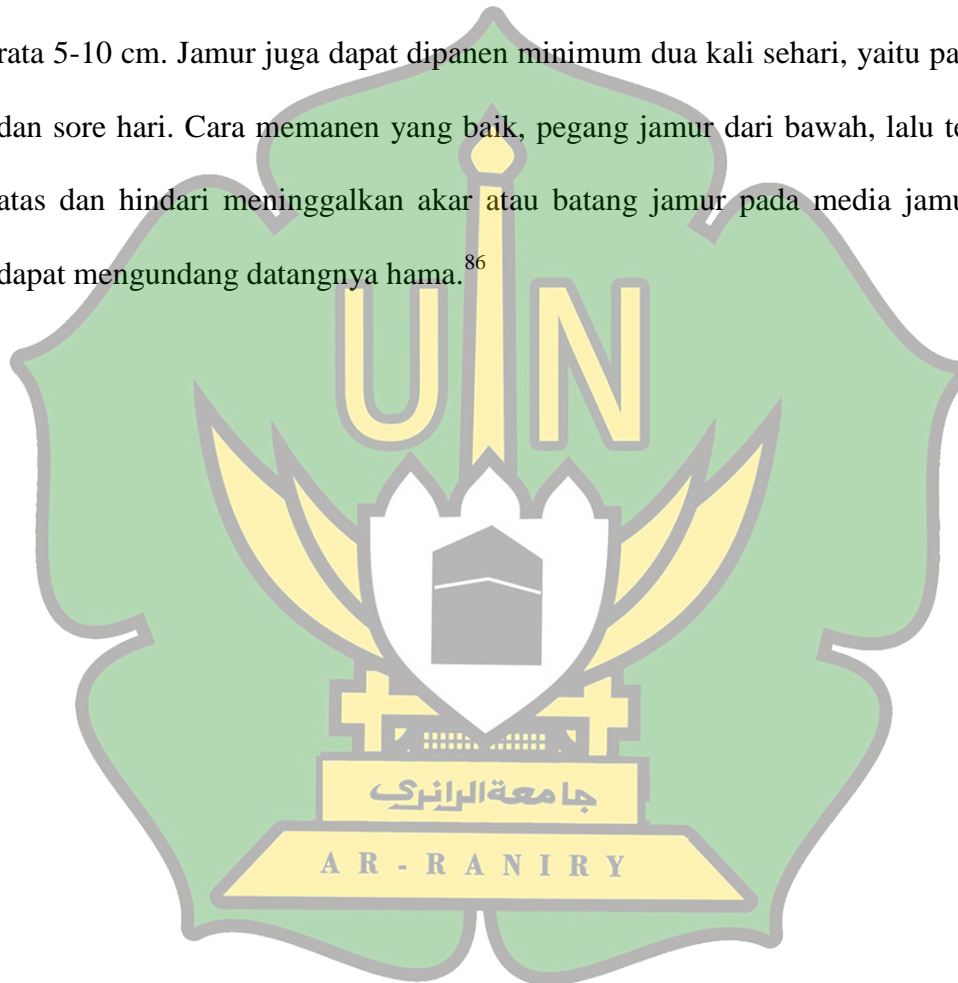 rata 5-10 cm. Jamur juga dapat dipanen minimum dua kali sehari, yaitu pa
dan sore hari. Cara memanen yang baik, pegang jamur dari bawah, lalu te
atas dan hindari meninggalkan akar atau batang jamur pada media jamu
dapat mengundang datangnya hama.86
UIN
جامعة الرانري
AR-RANIRY